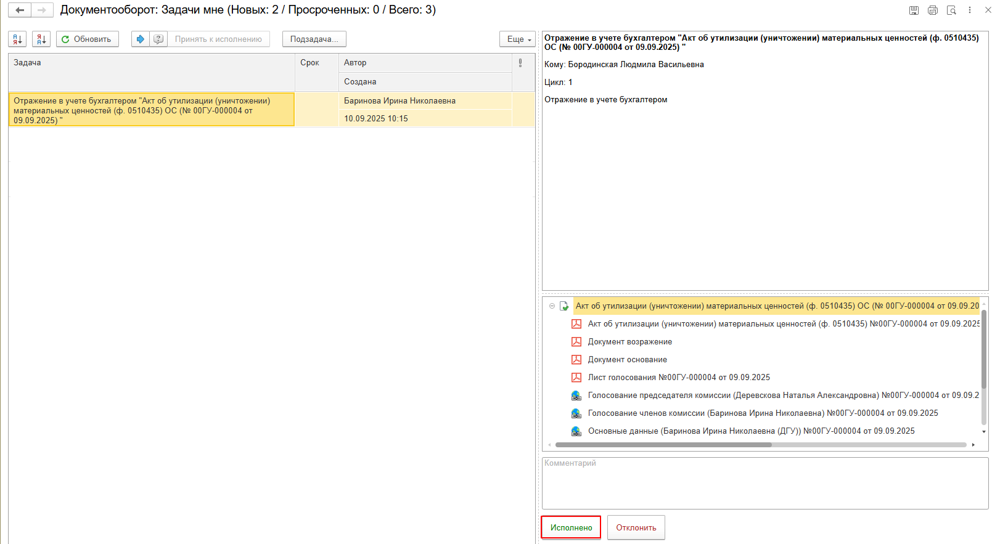 Документооборот: Задачи мне (Новых: 2 / Просроченных: 0 / Всего: 3)
Обновить
Принять к исполнению
Подзадача...
Еще
Задача
Срок
Автор
Создана
Отражение в учете бухгалтером "Акт об утилизации (уничтожении)
материальных ценностей (ф. 0510435) ОС (№ 00ГУ-000004 от
09.09.2025) "
Баринова Ирина Николаевна
10.09.2025 10:15
Отражение в учете бухгалтером "Акт об утилизации (уничтожении) материальных ценностей (ф. 0510435)
ОС (№ 00ГУ-000004 от 09.09.2025) "
Кому: Бородинская Людмила Васильевна
Цикл: 1
Отражение в учете бухгалтером
Акт об утилизации (уничтожении) материальных ценностей (ф. 0510435) ОС (№ 00ГУ-000004 от 09.09.20
Акт об утилизации (уничтожении) материальных ценностей (ф. 0510435) №00ГУ-000004 от 09.09.2025
Документ возражение
Документ основание
Лист голосования №00ГУ-000004 от 09.09.2025
Голосование председателя комиссии (Деревскова Наталья Александровна) №00ГУ-000004 от 09.09.2
Голосование членов комиссии (Баринова Ирина Николаевна) №00ГУ-000004 от 09.09.2025
Основные данные (Баринова Ирина Николаевна (ДГУ)) №00ГУ-000004 от 09.09.2025
Комментарий
Исполнено
Отклонить